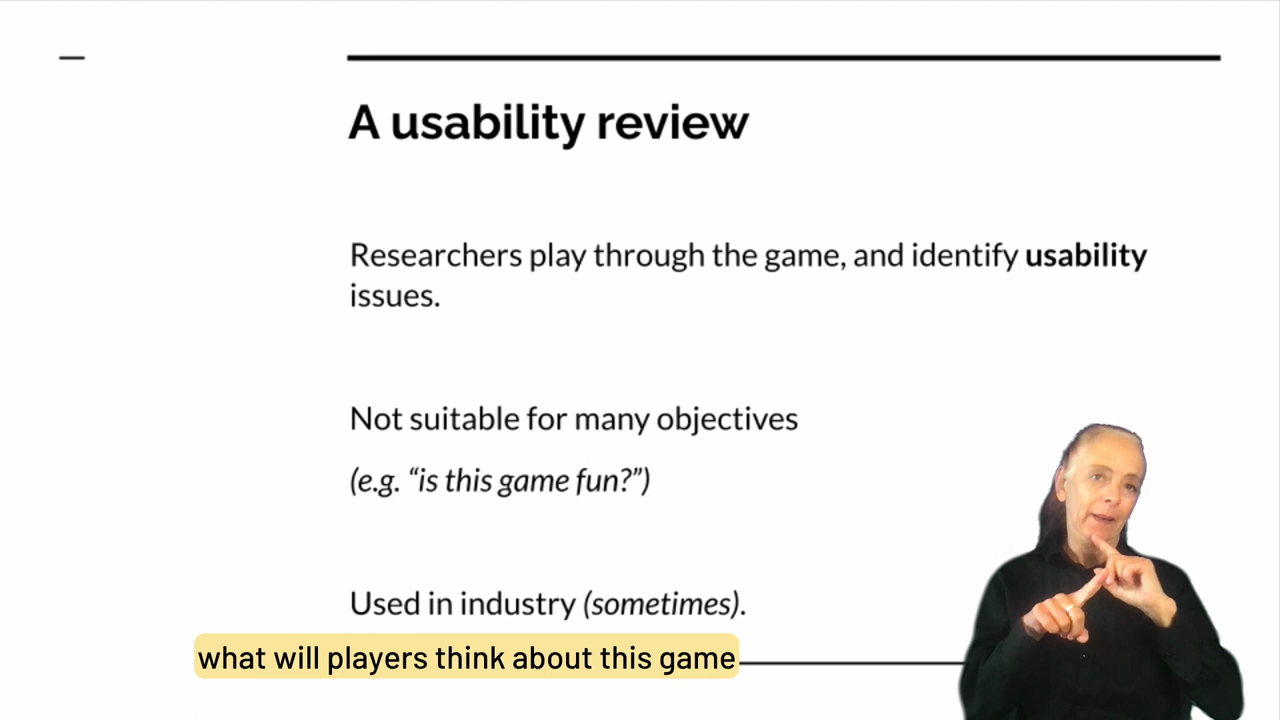 A usability review
Researchers play through the game, and identify usability
issues.
Not suitable for many objectives
(e.g. “is this game fun?”)
Used in industry (sometimes).
what will players think about this game